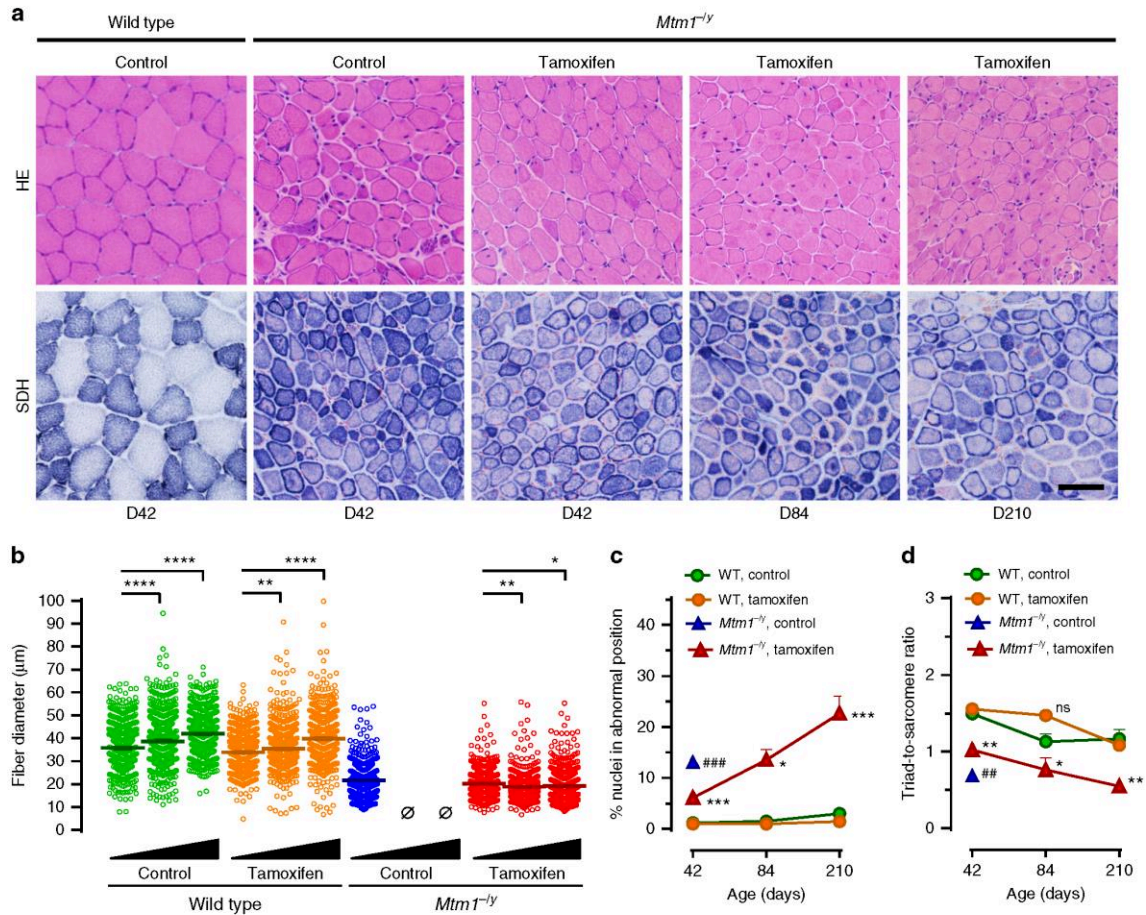 a
Wild type Mtm1–/y
Control Control Tamoxifen Tamoxifen Tamoxifen
HE
SDH
D42 D42 D42 D84 D210
b
**** **** ** **** ** *
Fiber diameter (μm)
100
90
80
70
60
50
40
30
20
10
0
Ø Ø
Control Tamoxifen Control Tamoxifen
Wild type Mtm1–/y
c
WT, control
WT, tamoxifen
Mtm1–/y, control
Mtm1–/y, tamoxifen
% nuclei in abnormal position
40
30
20
10
0
###
***
*
***
42 84 210
Age (days)
d
WT, control
WT, tamoxifen
Mtm1–/y, control
Mtm1–/y, tamoxifen
Triad-to-sarcomere ratio
3
2
1
0
ns
**
##
*
**
42 84 210
Age (days)